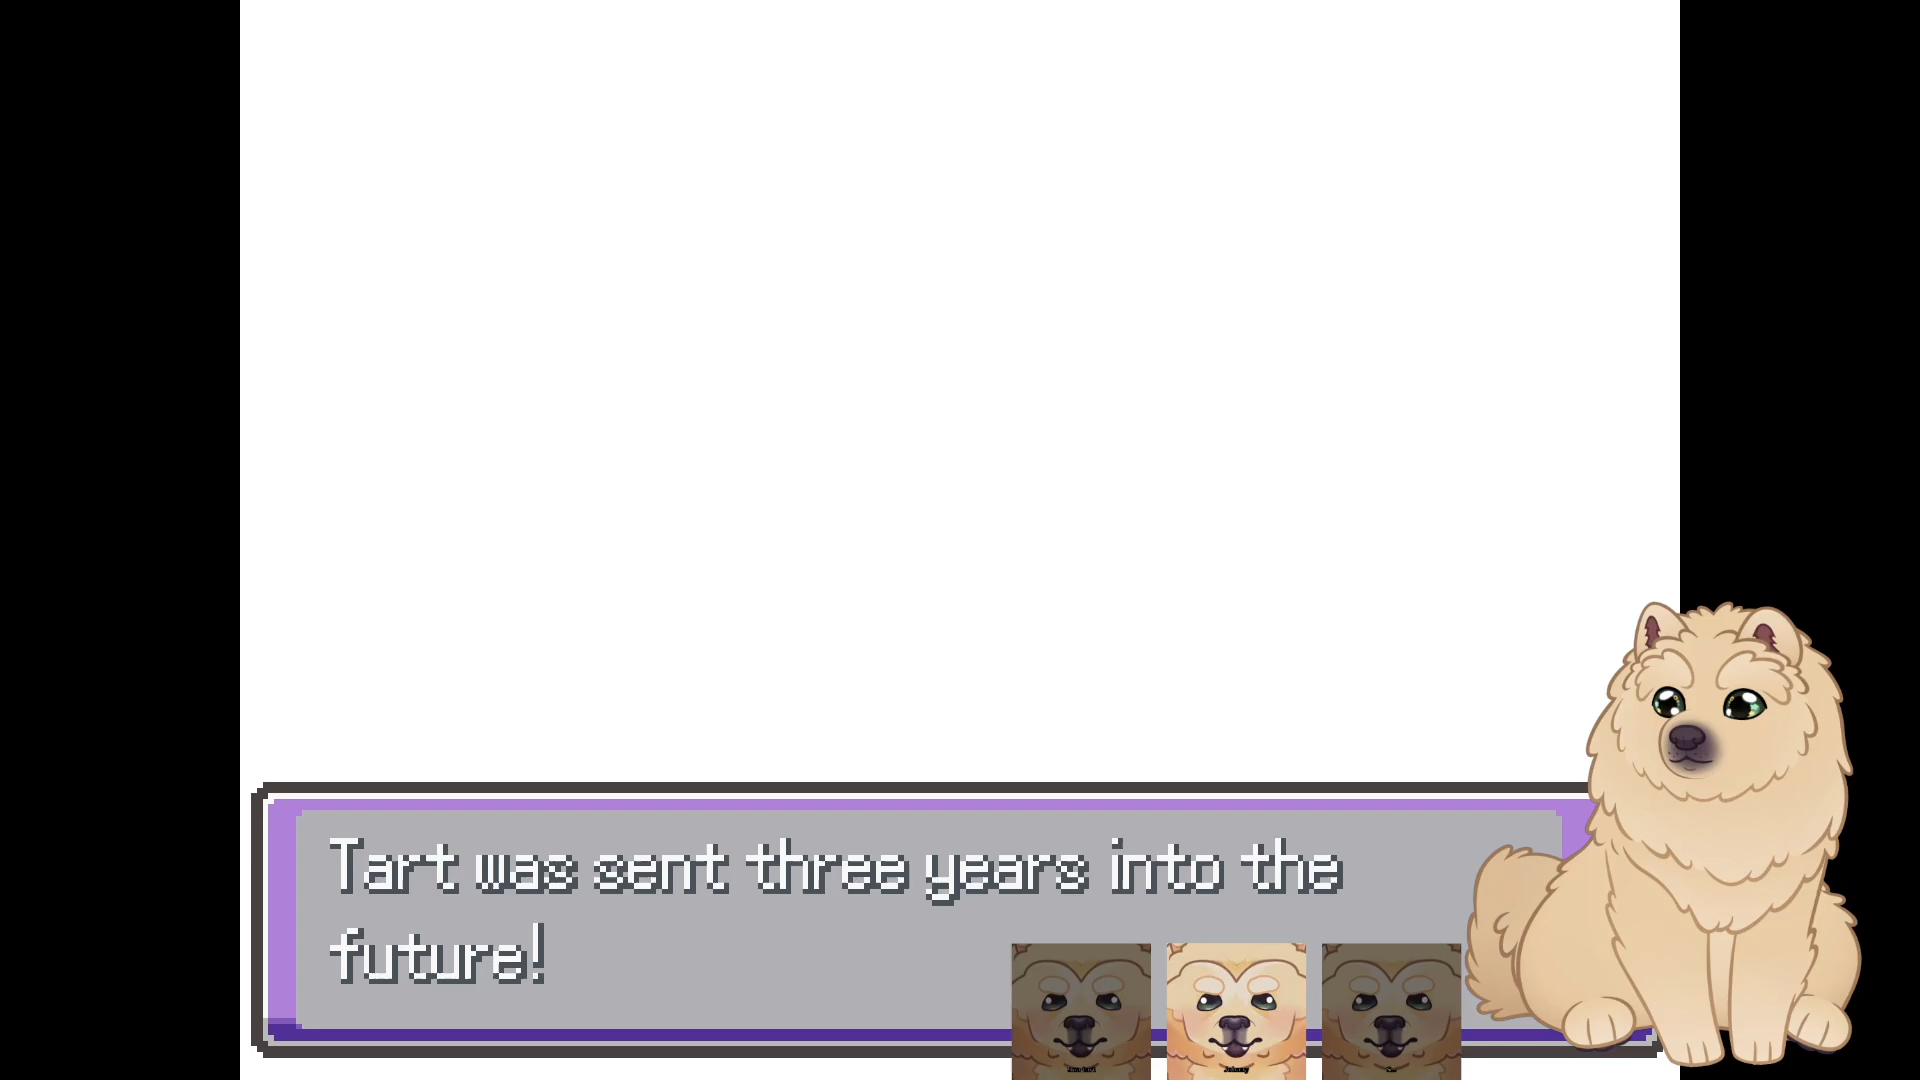 Tart was sent three years into the
future!